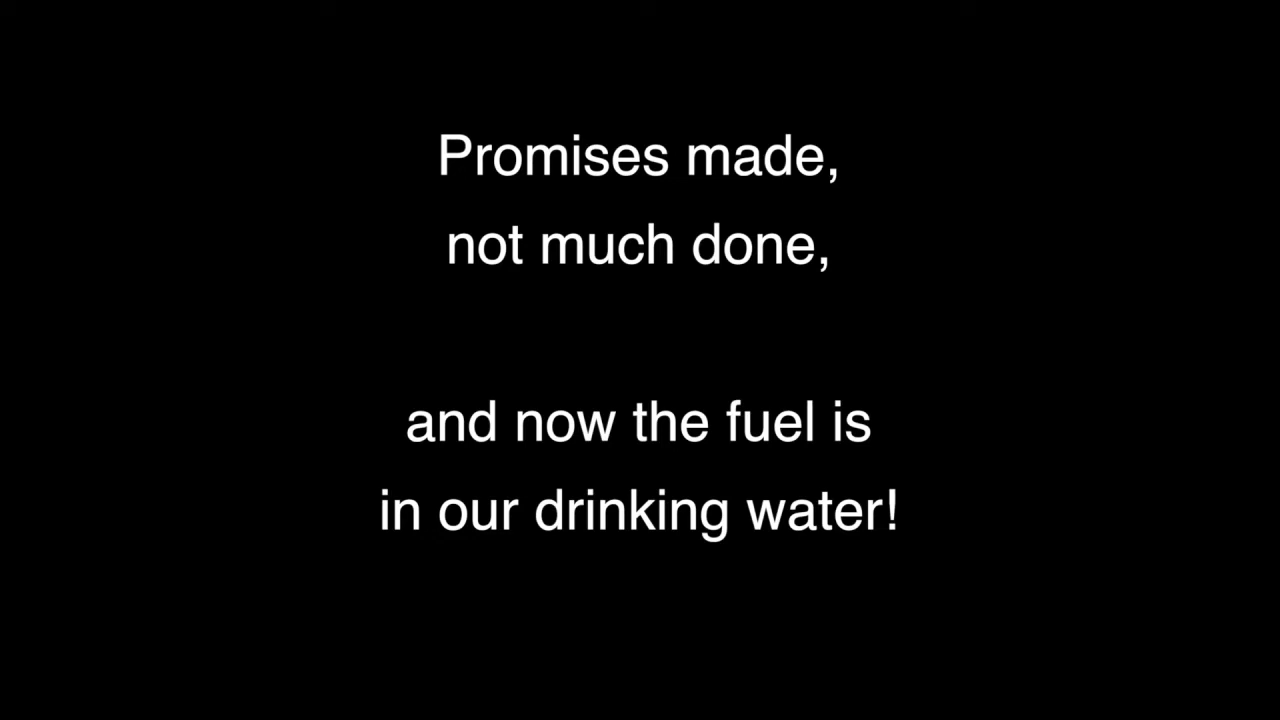 Promises made,
not much done,
and now the fuel is
in our drinking water!